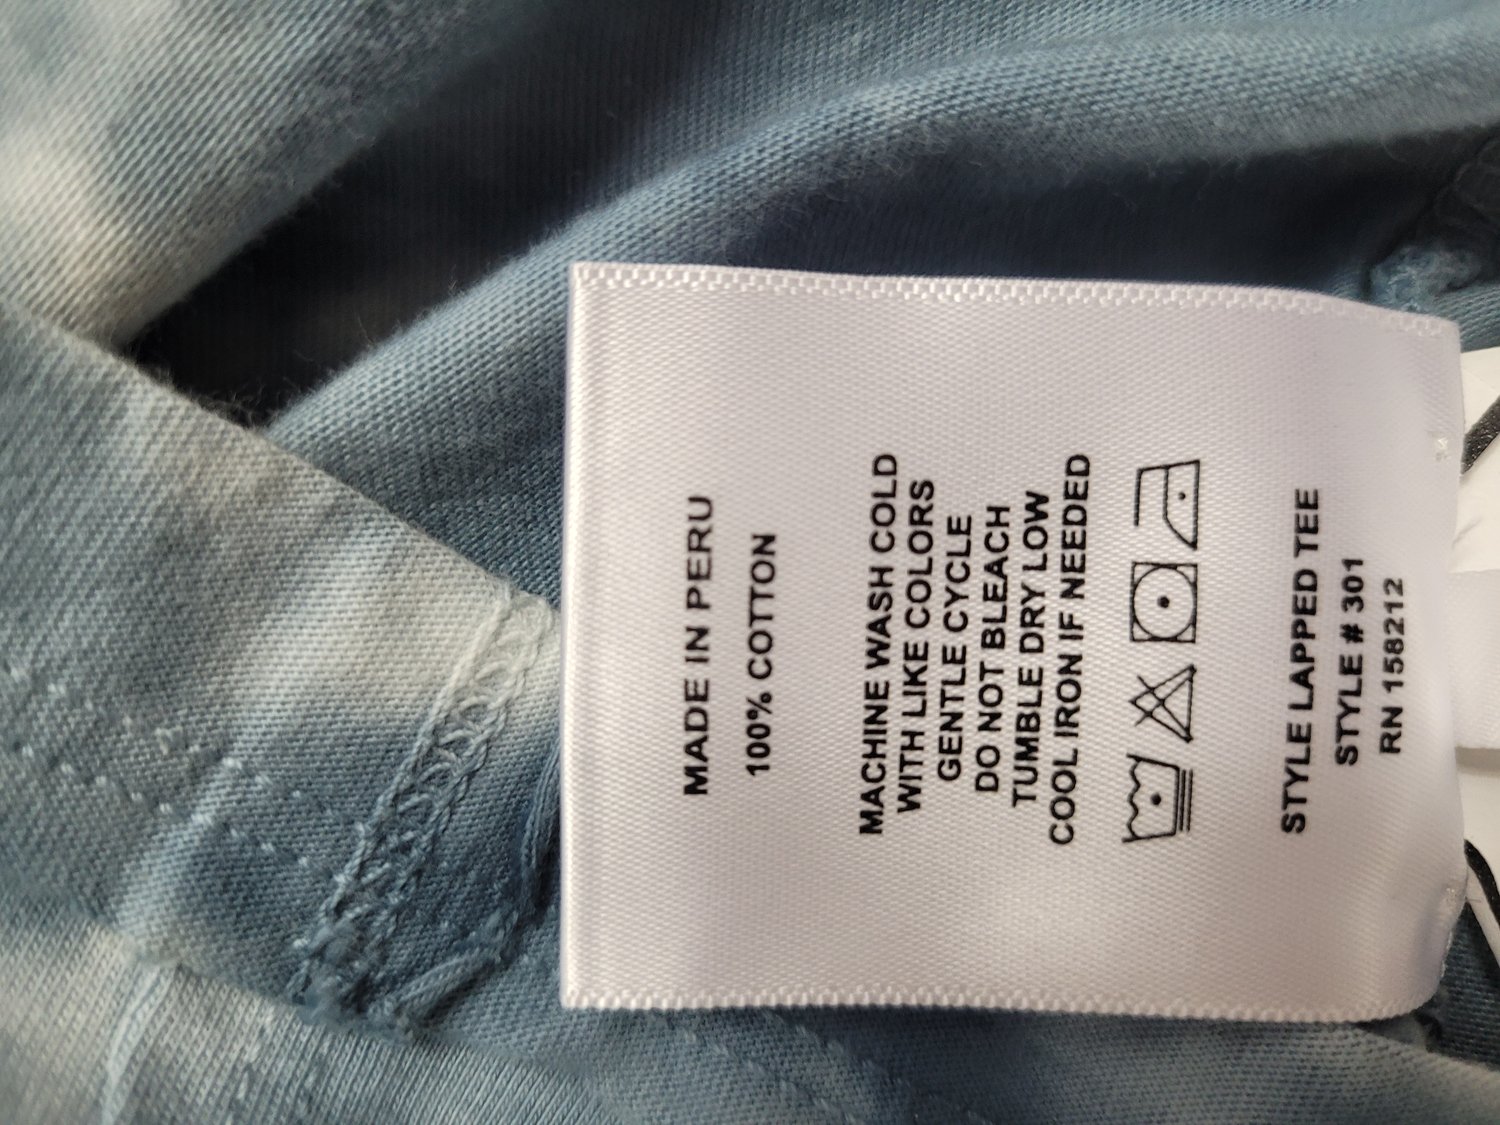 MADE IN PERU
100% COTTON
MACHINE WASH COLD
WITH LIKE COLORS
GENTLE CYCLE
DO NOT BLEACH
TUMBLE DRY LOW
COOL IRON IF NEEDED
STYLE LAPPED TEE
STYLE # 301
RN 158212